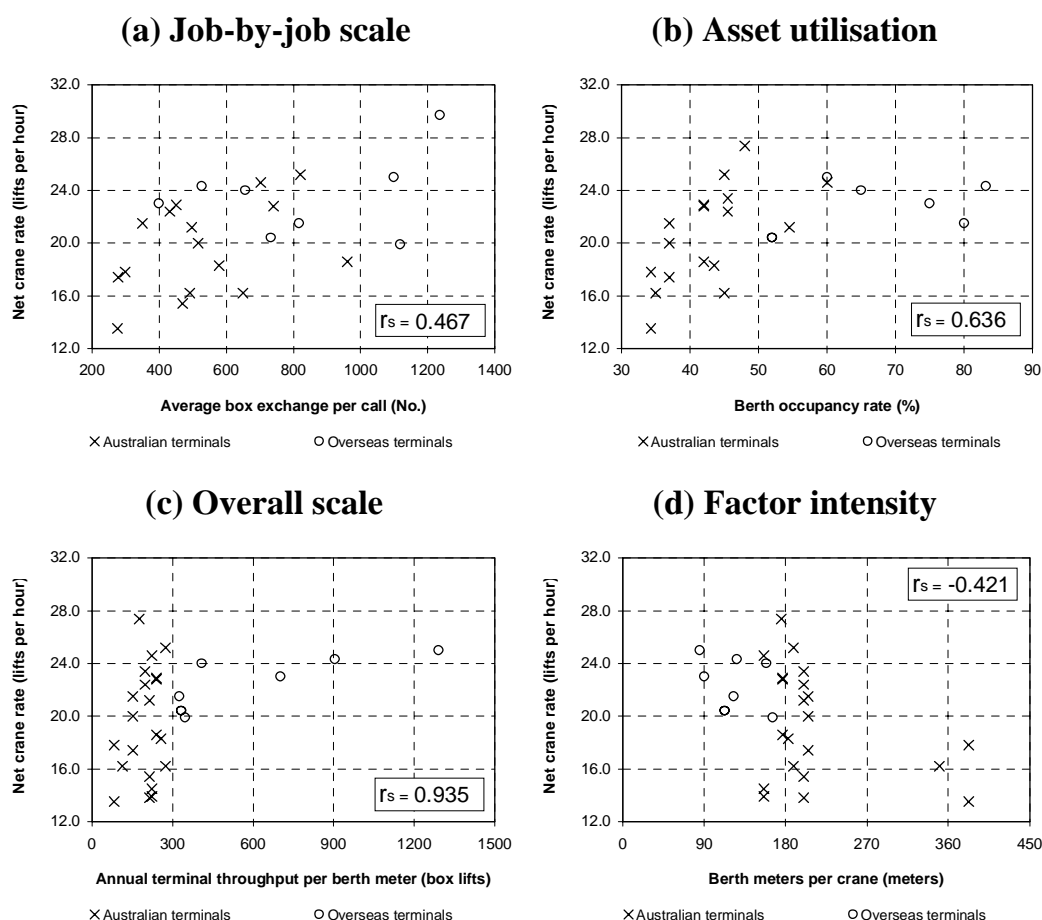 (a) Job-by-job scale
Net crane rate (lifts per hour)
32.0
28.0
24.0
20.0
16.0
12.0
200 400 600 800 1000 1200 1400
rs = 0.467
Average box exchange per call (No.)
× Australian terminals ○ Overseas terminals
(b) Asset utilisation
Net crane rate (lifts per hour)
32.0
28.0
24.0
20.0
16.0
12.0
30 40 50 60 70 80 90
rs = 0.636
Berth occupancy rate (%)
× Australian terminals ○ Overseas terminals
(c) Overall scale
Net crane rate (lifts per hour)
32.0
28.0
24.0
20.0
16.0
12.0
0 300 600 900 1200 1500
rs = 0.935
Annual terminal throughput per berth meter (box lifts)
× Australian terminals ○ Overseas terminals
(d) Factor intensity
Net crane rate (lifts per hour)
32.0
28.0
24.0
20.0
16.0
12.0
0 90 180 270 360 450
rs = -0.421
Berth meters per crane (meters)
× Australian terminals ○ Overseas terminals